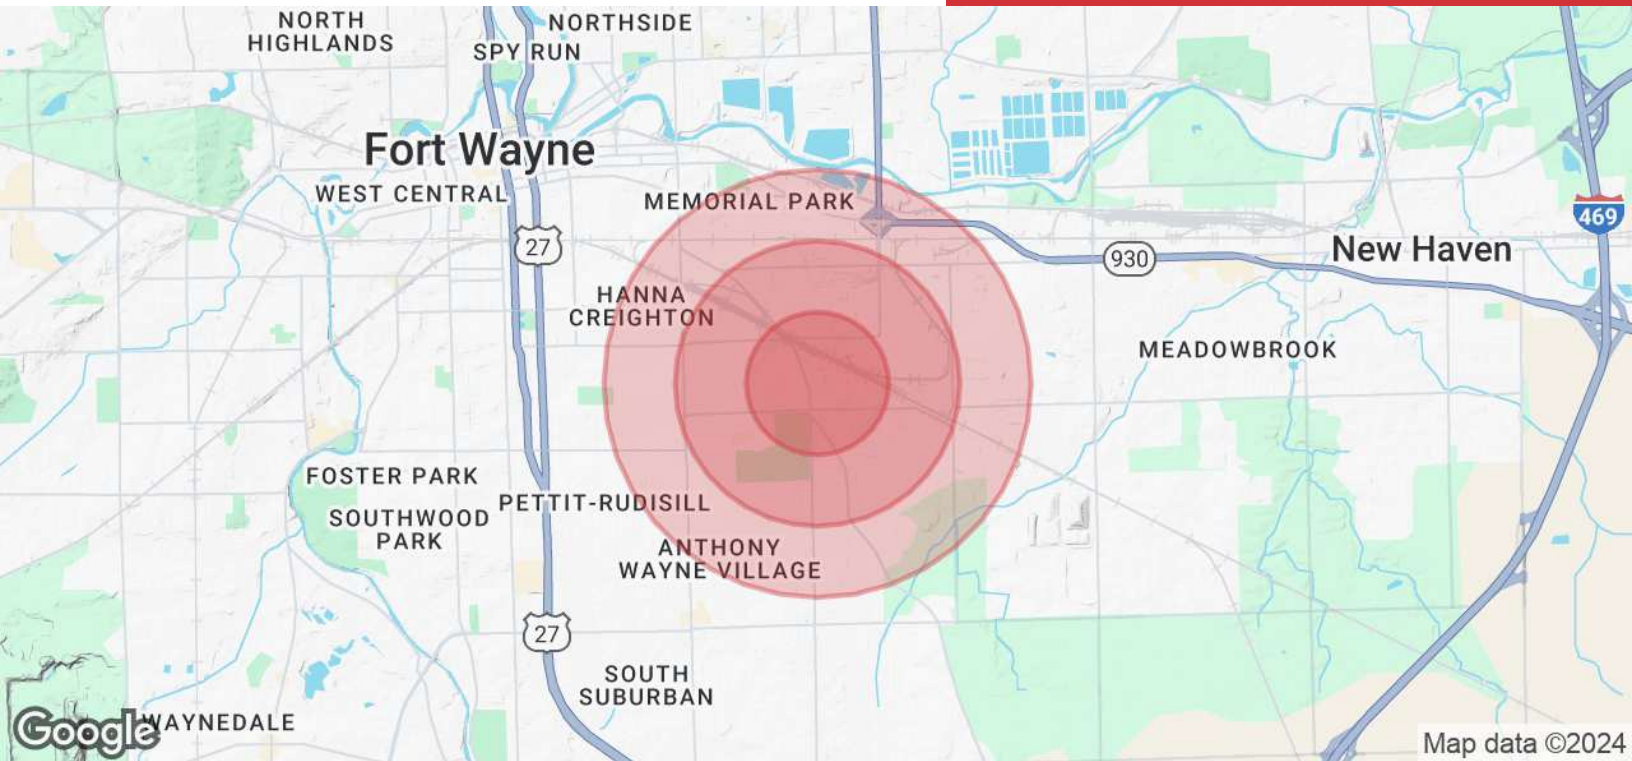 NORTH
HIGHLANDS
NORTHSIDE
SPY RUN
Fort Wayne
WEST CENTRAL
MEMORIAL PARK
469
27
930
New Haven
HANNA
CREIGHTON
MEADOWBROOK
FOSTER PARK
PETTIT-RUDISILL
SOUTHWOOD
PARK
ANTHONY
WAYNE VILLAGE
27
SOUTH
SUBURBAN
WAYNEDALE
Google
Map data ©2024